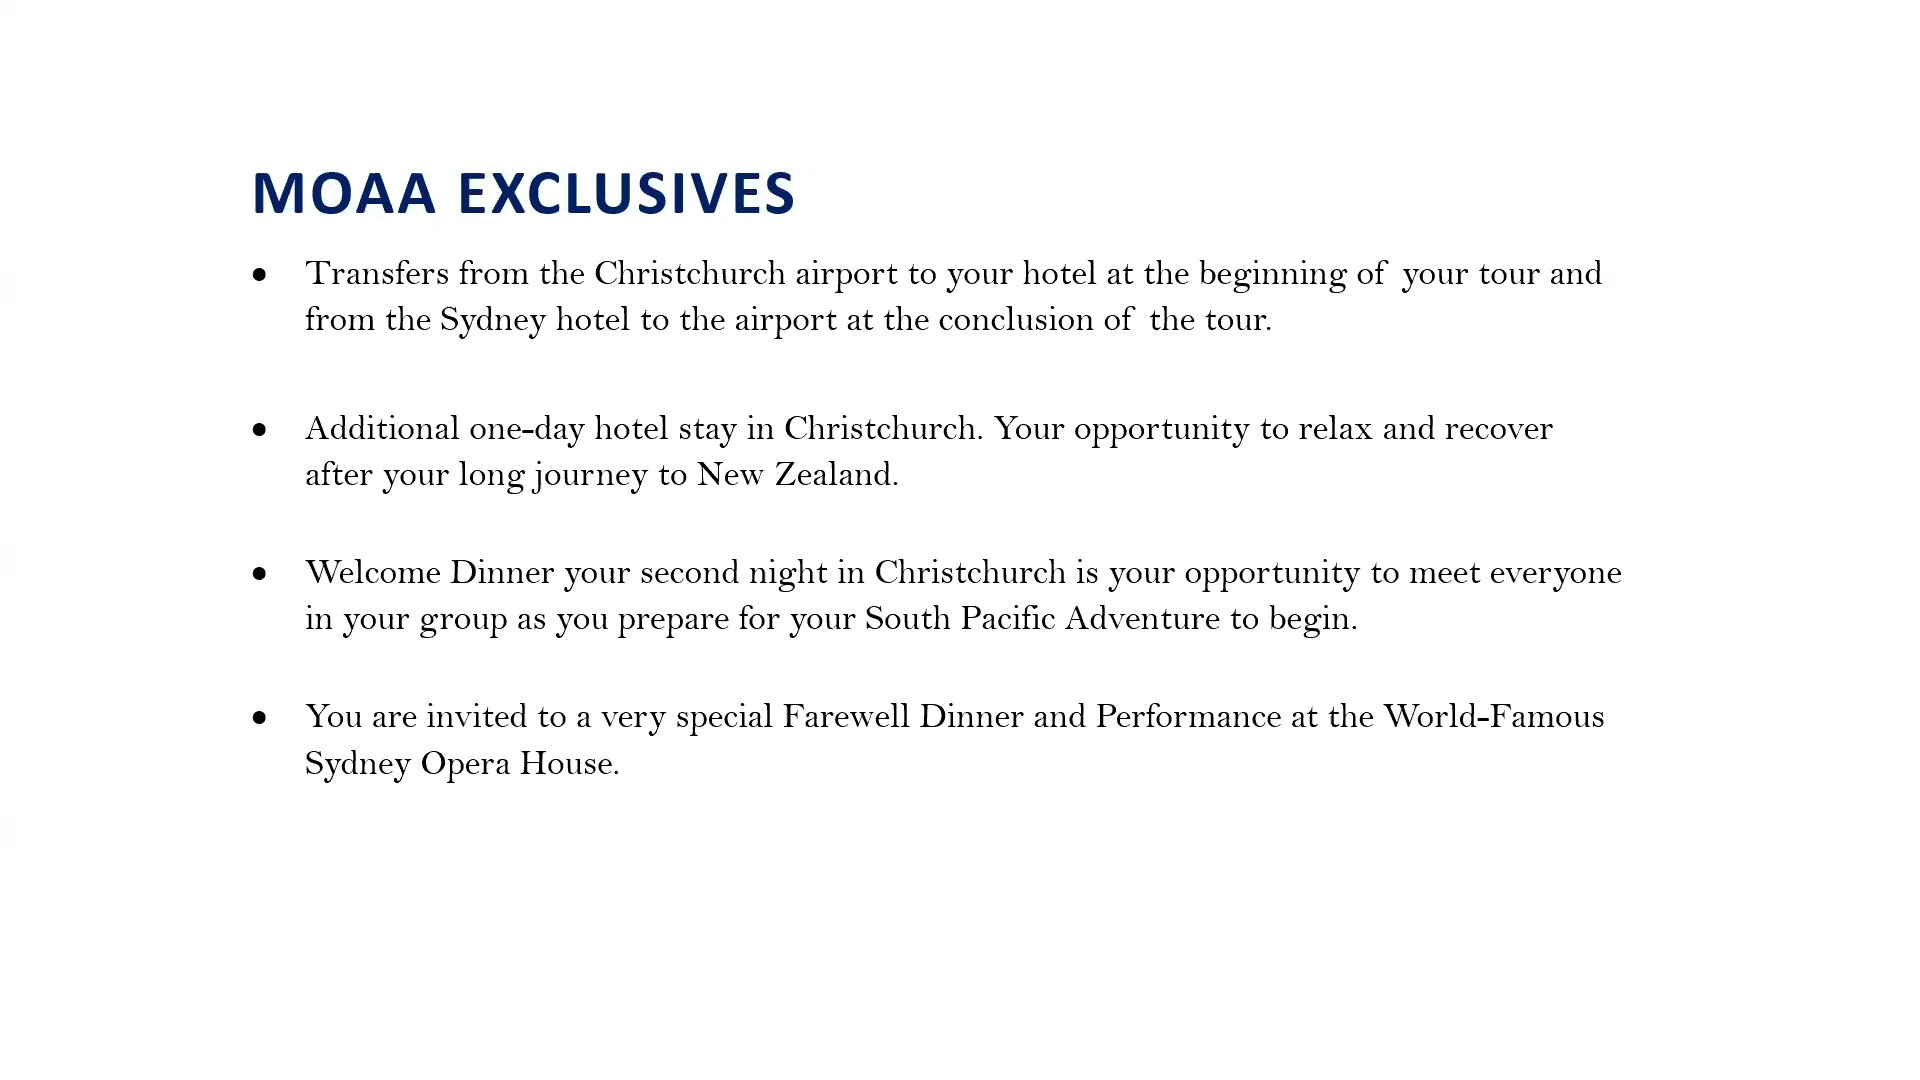 MOAA EXCLUSIVES
• Transfers from the Christchurch airport to your hotel at the beginning of your tour and
from the Sydney hotel to the airport at the conclusion of the tour.
• Additional one-day hotel stay in Christchurch. Your opportunity to relax and recover
after your long journey to New Zealand.
• Welcome Dinner your second night in Christchurch is your opportunity to meet everyone
in your group as you prepare for your South Pacific Adventure to begin.
• You are invited to a very special Farewell Dinner and Performance at the World-Famous
Sydney Opera House.